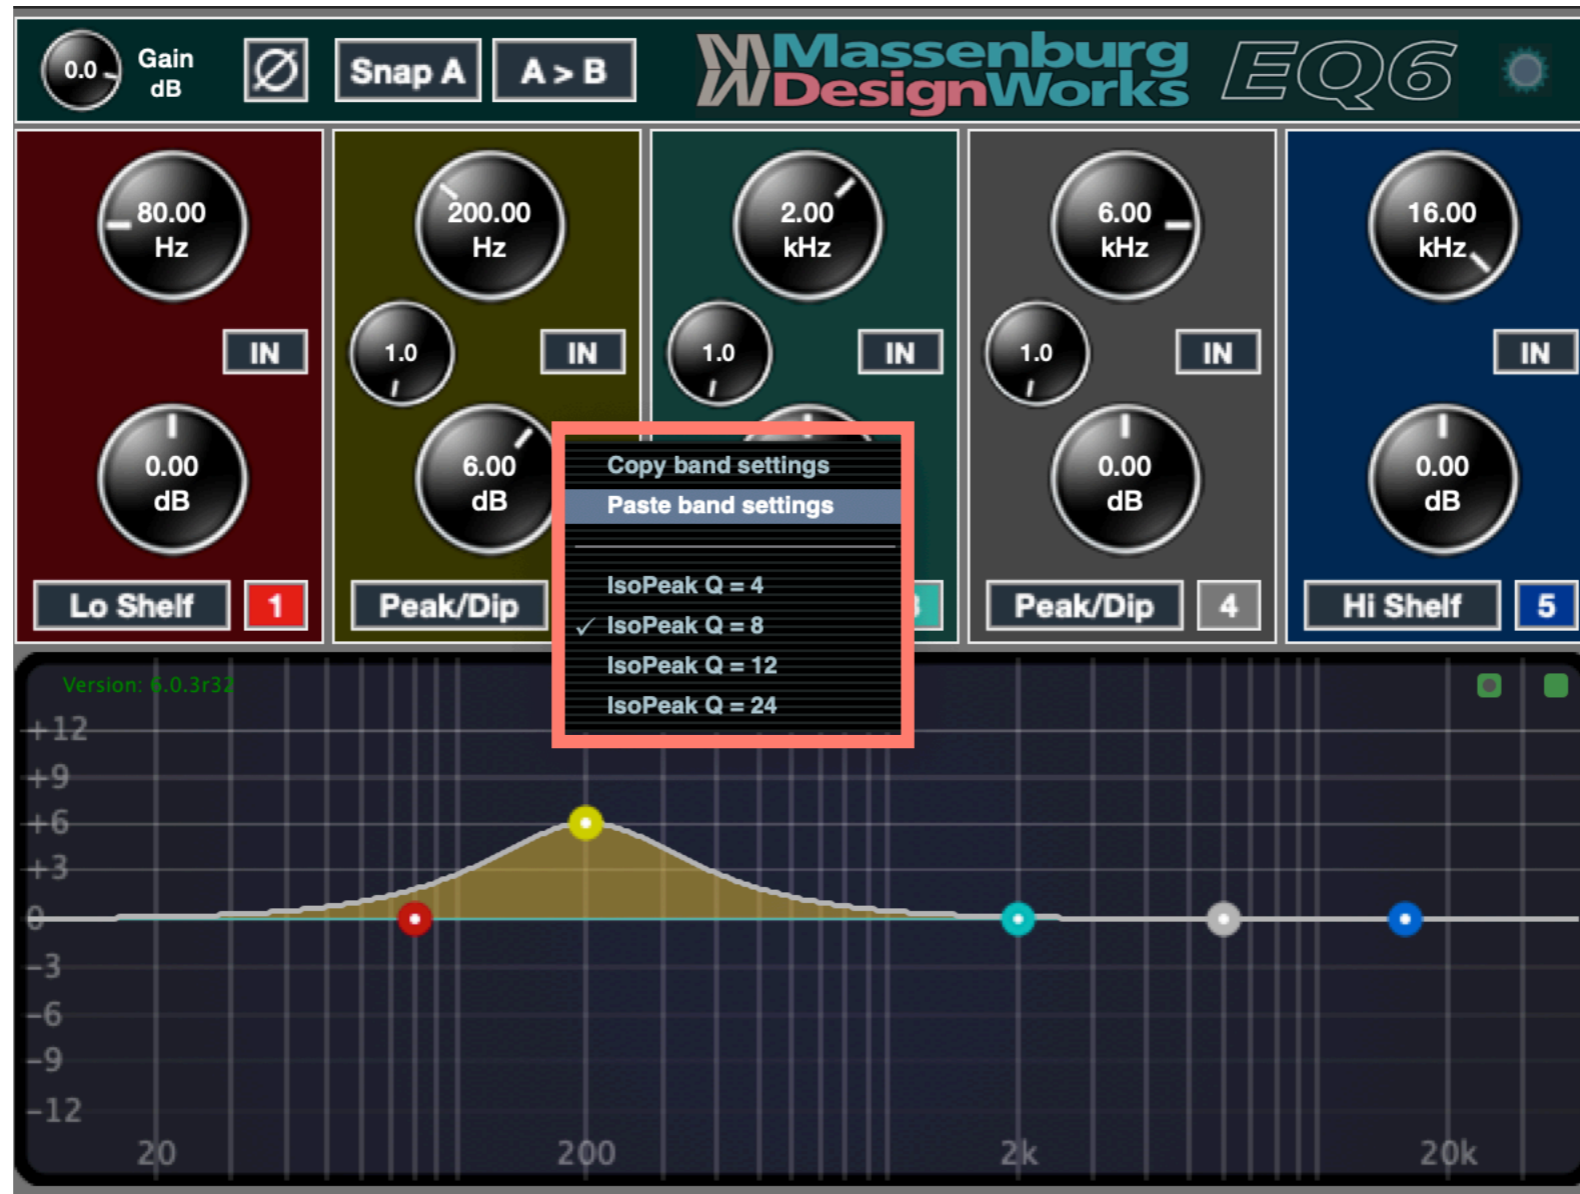 0.0
Gain
dB
Ø
Snap A
A > B
Massenburg
DesignWorks
EQ6
80.00
Hz
200.00
Hz
2.00
kHz
6.00
kHz
16.00
kHz
IN
1.0
IN
1.0
IN
1.0
IN
IN
0.00
dB
6.00
dB
0.00
dB
0.00
dB
Copy band settings
Paste band settings
IsoPeak Q = 4
✓ IsoPeak Q = 8
IsoPeak Q = 12
IsoPeak Q = 24
Lo Shelf
1
Peak/Dip
3
Peak/Dip
4
Hi Shelf
5
Version: 6.0.3r32
+12
+9
+6
+3
0
-3
-6
-9
-12
20
200
2k
20k